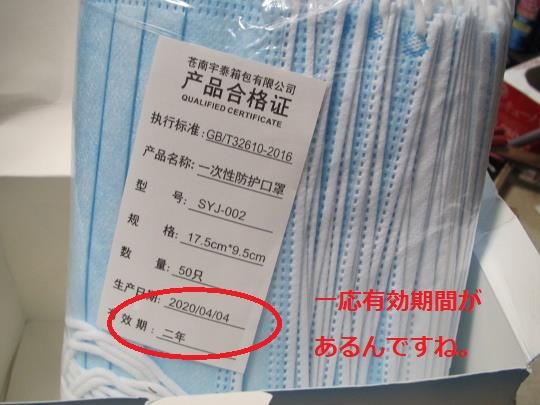 苍南宇泰箱包有限公司
产品合格证
QUALIFIED CERTIFICATE
执行标准: GB/T32610-2016
产品名称: 一次性防护口罩
型 号: SYJ-002
规 格: 17.5cm*9.5cm
数 量: 50只
生产日期: 2020/04/04
有效期: 二年
一応有効期間が
あるんですね。